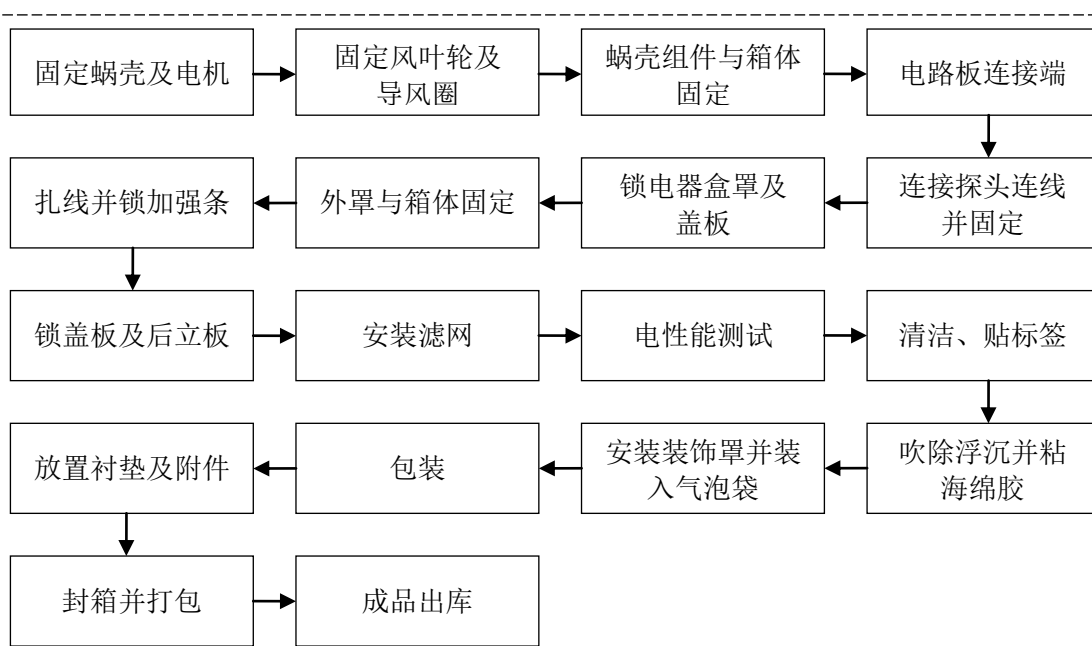 固定蜗壳及电机
固定风叶轮及
导风圈
蜗壳组件与箱体
固定
电路板连接端
连接探头连线
并固定
锁电器盒罩及
盖板
外罩与箱体固定
扎线并锁加强条
锁盖板及后立板
安装滤网
电性能测试
清洁、贴标签
吹除浮沉并粘
海绵胶
安装装饰罩并装
入气泡袋
包装
放置衬垫及附件
封箱并打包
成品出库